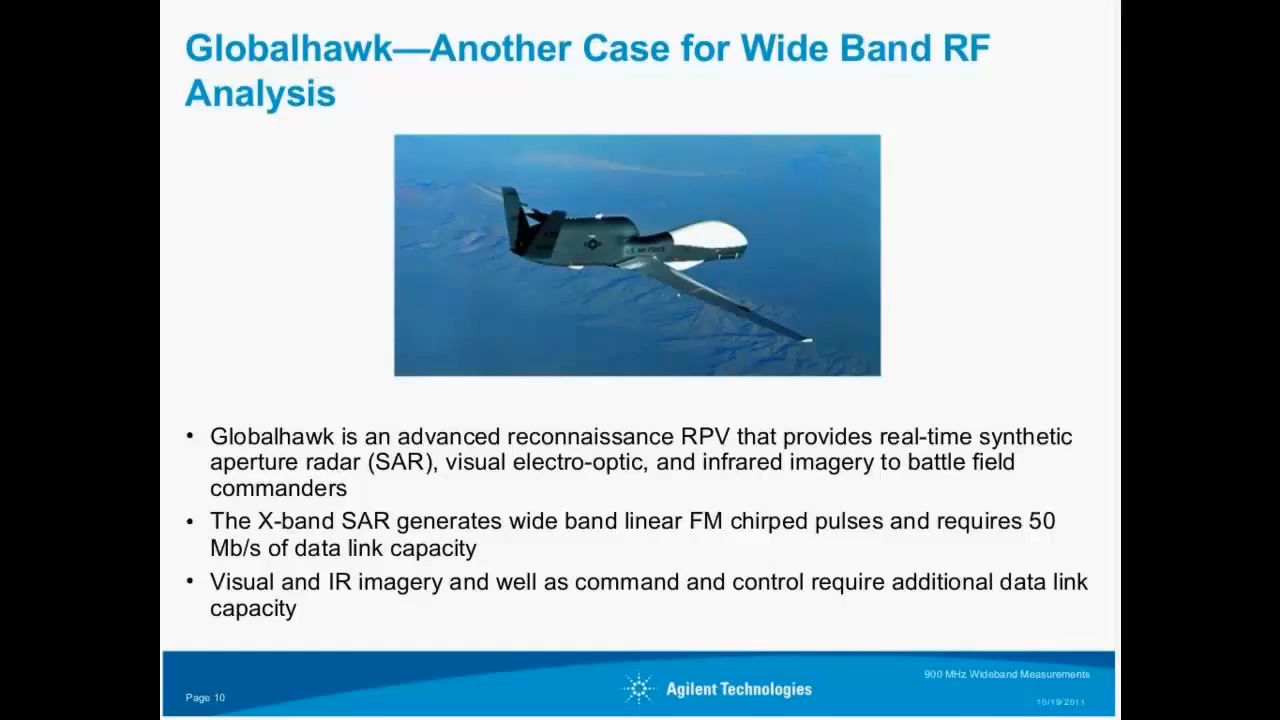 Globalhawk—Another Case for Wide Band RF
Analysis
U.S. AIR FORCE
• Globalhawk is an advanced reconnaissance RPV that provides real-time synthetic
aperture radar (SAR), visual electro-optic, and infrared imagery to battle field
commanders
• The X-band SAR generates wide band linear FM chirped pulses and requires 50
Mb/s of data link capacity
• Visual and IR imagery and well as command and control require additional data link
capacity
900 MHz Wideband Measurements
Agilent Technologies
Page 10
10/19/2011